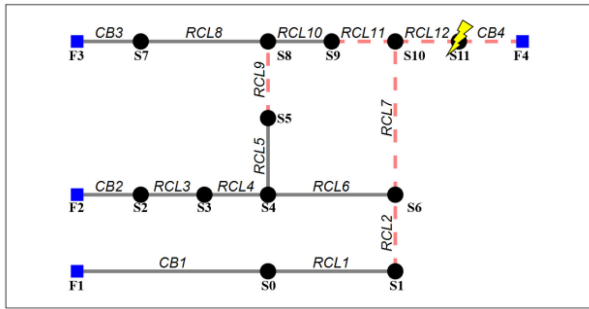 CB3 RCL8 RCL10 RCL11 RCL12 CB4
F3 S7 S8 S9 S10 S11 F4
RCL9
RCL7
S5
RCL5
CB2 RCL3 RCL4 RCL6
F2 S2 S3 S4 S6
RCL2
CB1 RCL1
F1 S0 S1